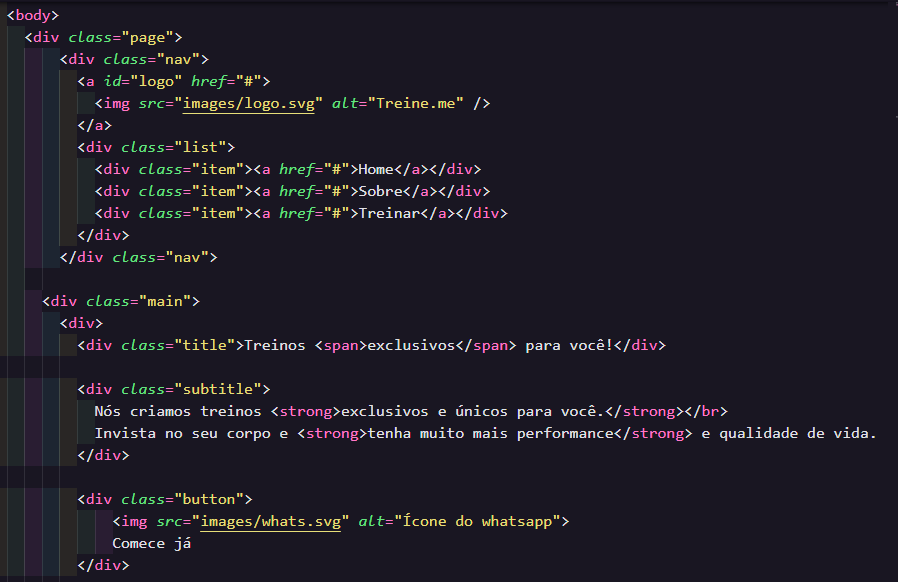 <body>
<div class="page">
<div class="nav">
<a id="logo" href="#">
<img src="images/logo.svg" alt="Treine.me" />
</a>
<div class="list">
<div class="item"><a href="#">Home</a></div>
<div class="item"><a href="#">Sobre</a></div>
<div class="item"><a href="#">Treinar</a></div>
</div>
</div class="nav">
<div class="main">
<div>
<div class="title">Treinos <span>exclusivos</span> para você!</div>
<div class="subtitle">
Nós criamos treinos <strong>exclusivos e únicos para você.</strong></br>
Invista no seu corpo e <strong>tenha muito mais performance</strong> e qualidade de vida.
</div>
<div class="button">
<img src="images/whats.svg" alt="Ícone do whatsapp">
Comece já
</div>